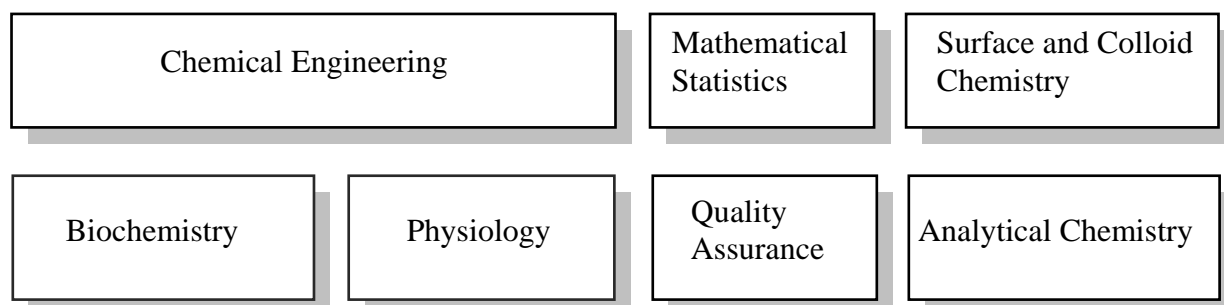 Chemical Engineering
Mathematical
Statistics
Surface and Colloid
Chemistry
Biochemistry
Physiology
Quality
Assurance
Analytical Chemistry